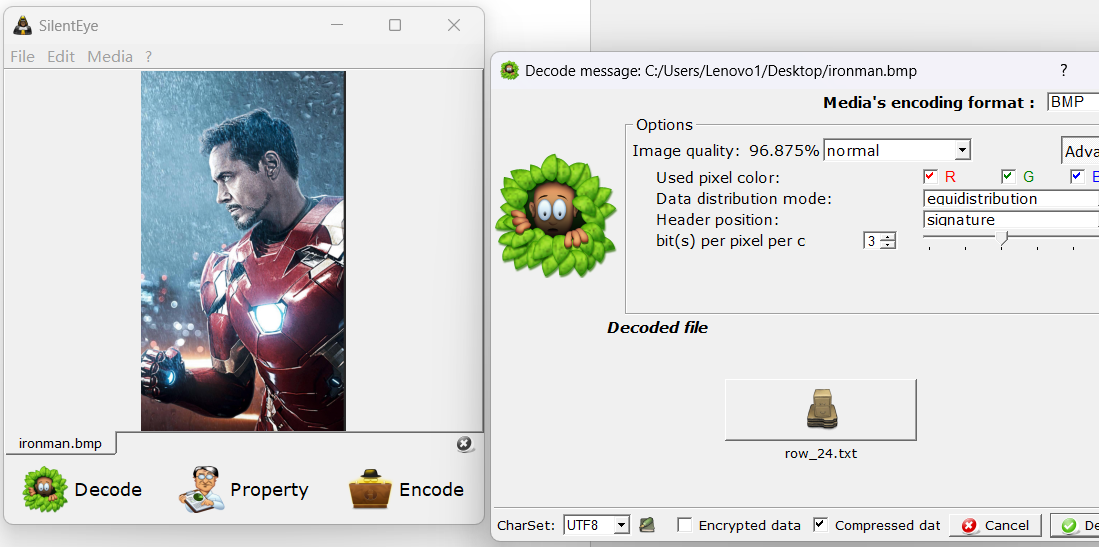 SilentEye
File Edit Media ?
ironman.bmp
Decode Property Encode
Decode message: C:/Users/Lenovo1/Desktop/ironman.bmp ?
Media's encoding format : BMP
Options
Image quality: 96.875% normal Adva
Used pixel color: R G
Data distribution mode: equidistribution
Header position: signature
bit(s) per pixel per c 3
Decoded file
row_24.txt
CharSet: UTF8 Encrypted data Compressed dat Cancel De